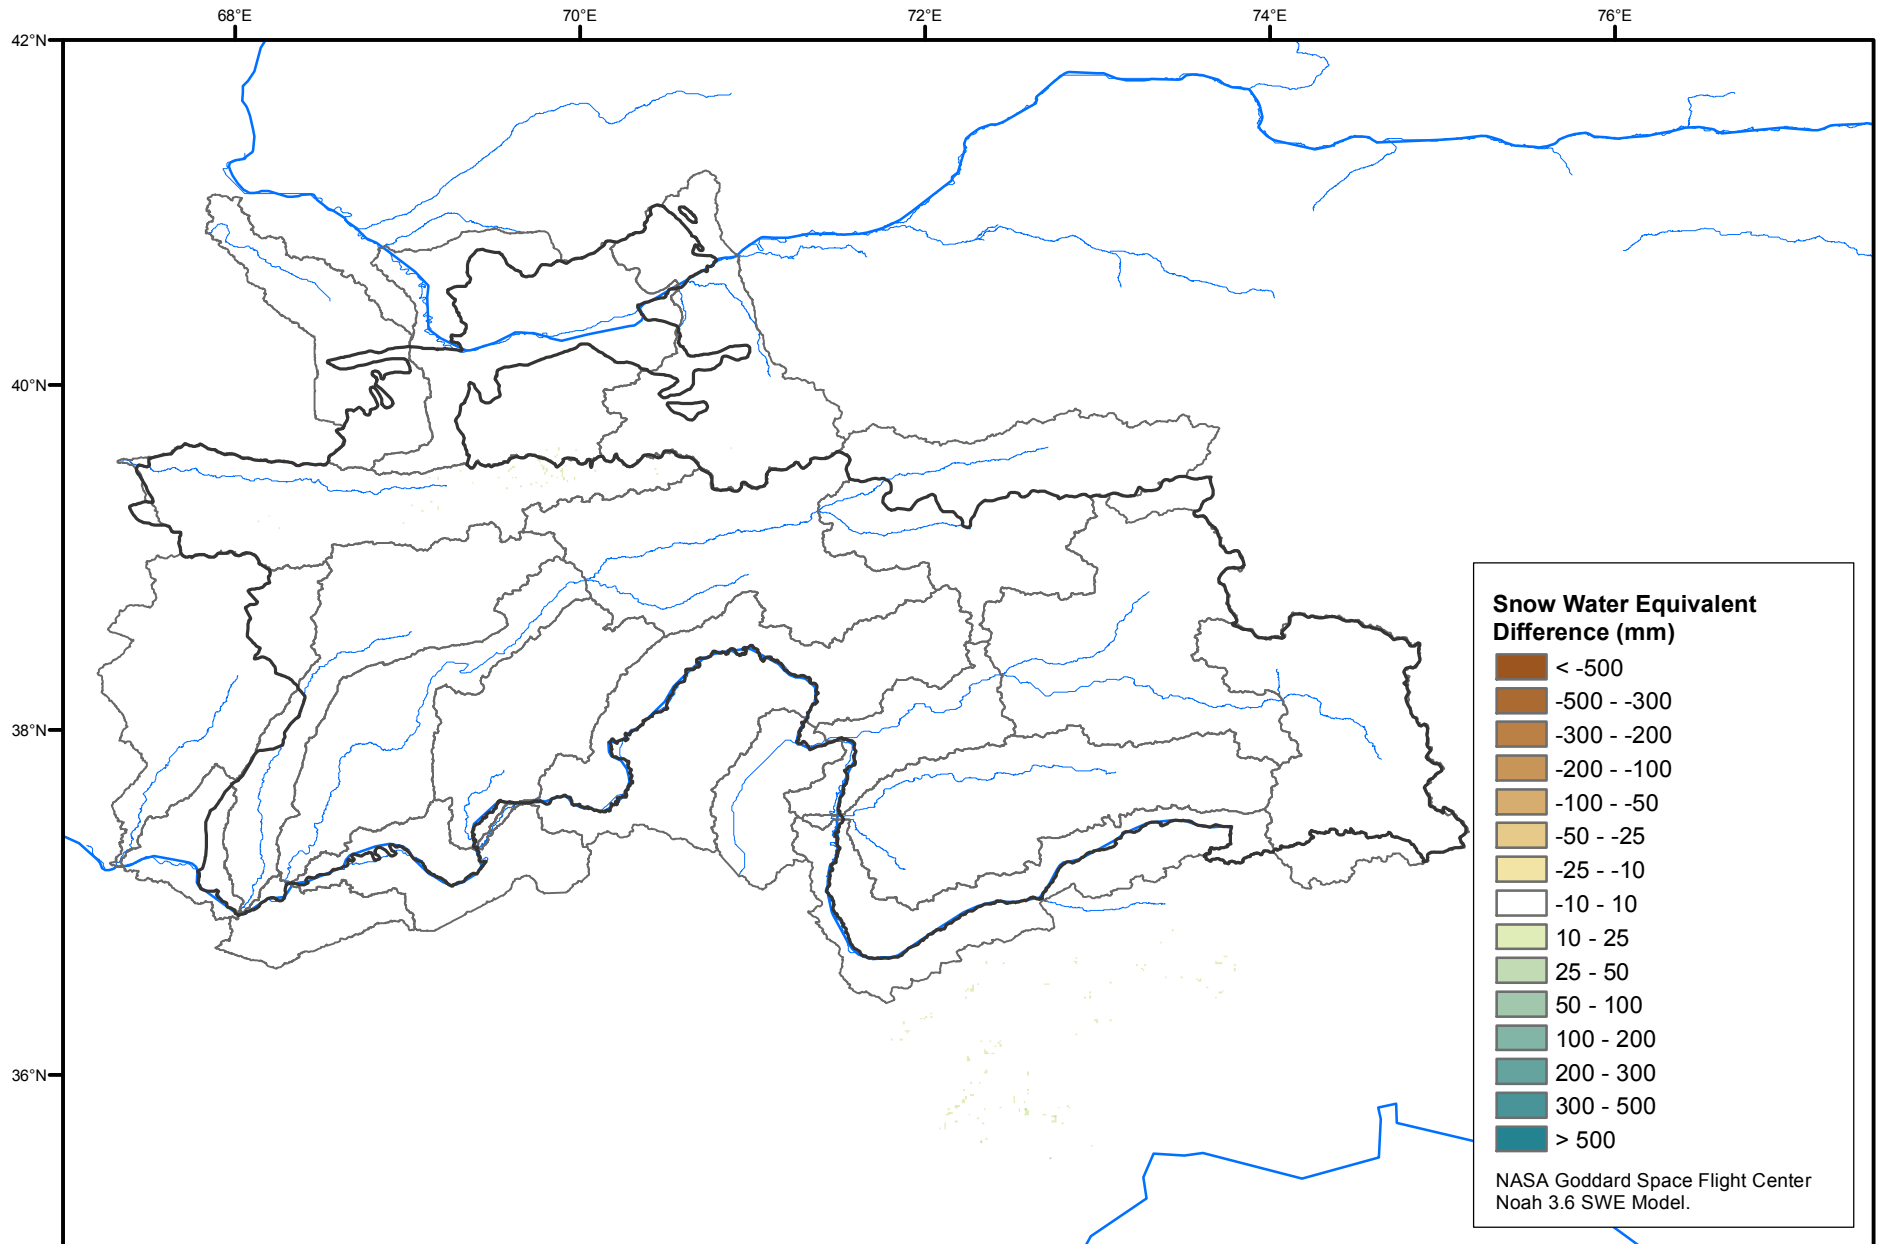 68°E
70°E
72°E
74°E
76°E
42°N
40°N
38°N
36°N
Snow Water Equivalent
Difference (mm)
< -500
-500 - -300
-300 - -200
-200 - -100
-100 - -50
-50 - -25
-25 - -10
-10 - 10
10 - 25
25 - 50
50 - 100
100 - 200
200 - 300
300 - 500
> 500
NASA Goddard Space Flight Center
Noah 3.6 SWE Model.